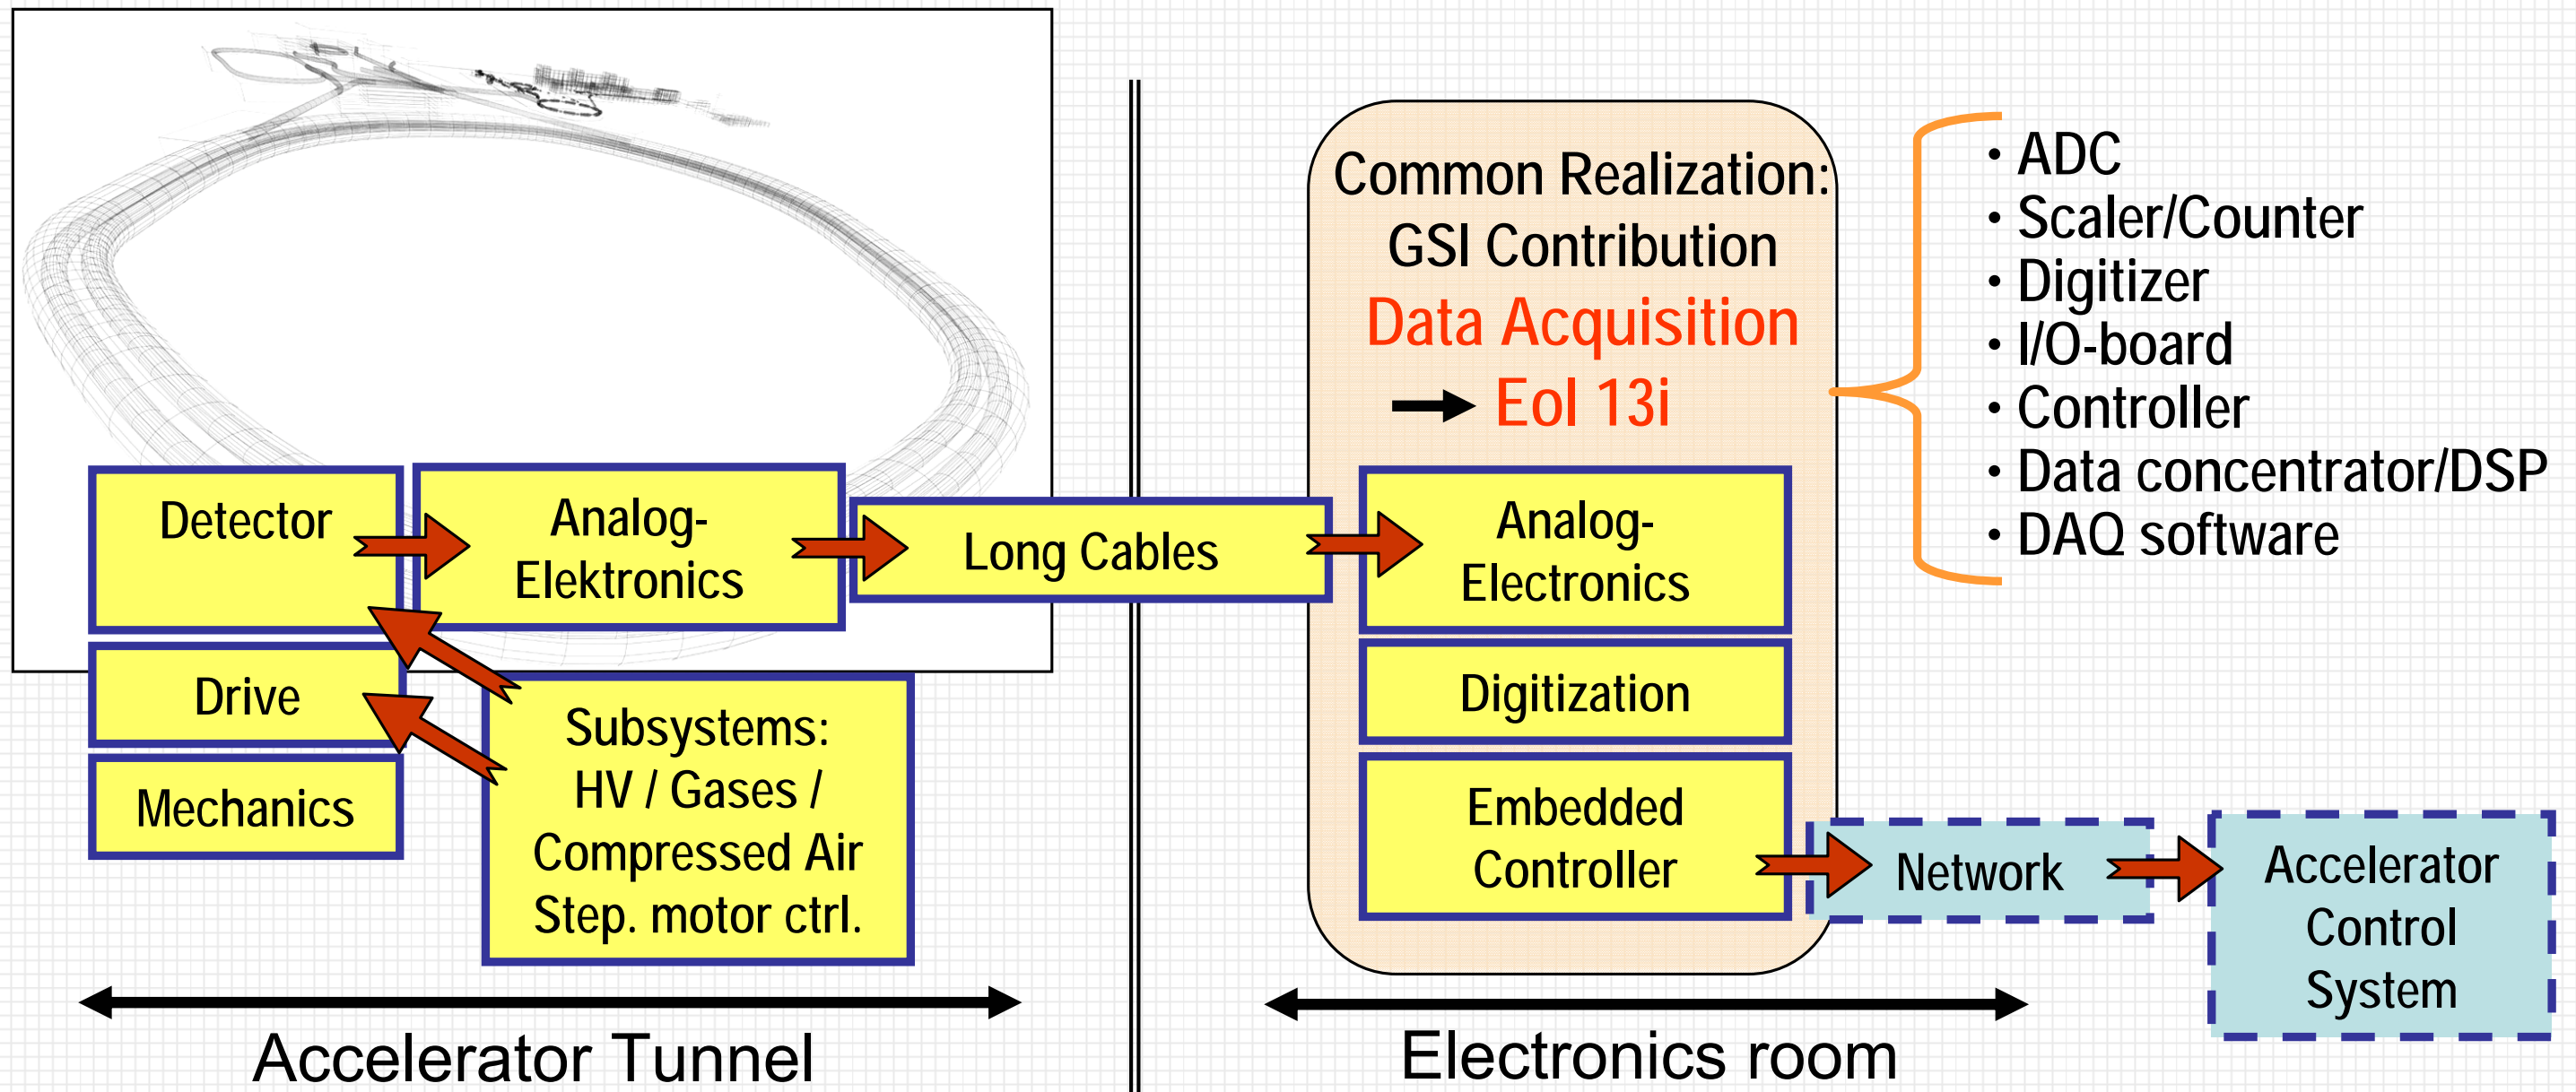 Common Realization:
GSI Contribution
Data Acquisition
EoI 13i
• ADC
• Scaler/Counter
• Digitizer
• I/O-board
• Controller
• Data concentrator/DSP
• DAQ software
Detector
Analog-
Elektronics
Long Cables
Analog-
Electronics
Drive
Digitization
Mechanics
Subsystems:
HV / Gases /
Compressed Air
Step. motor ctrl.
Embedded
Controller
Network
Accelerator
Control
System
Accelerator Tunnel
Electronics room